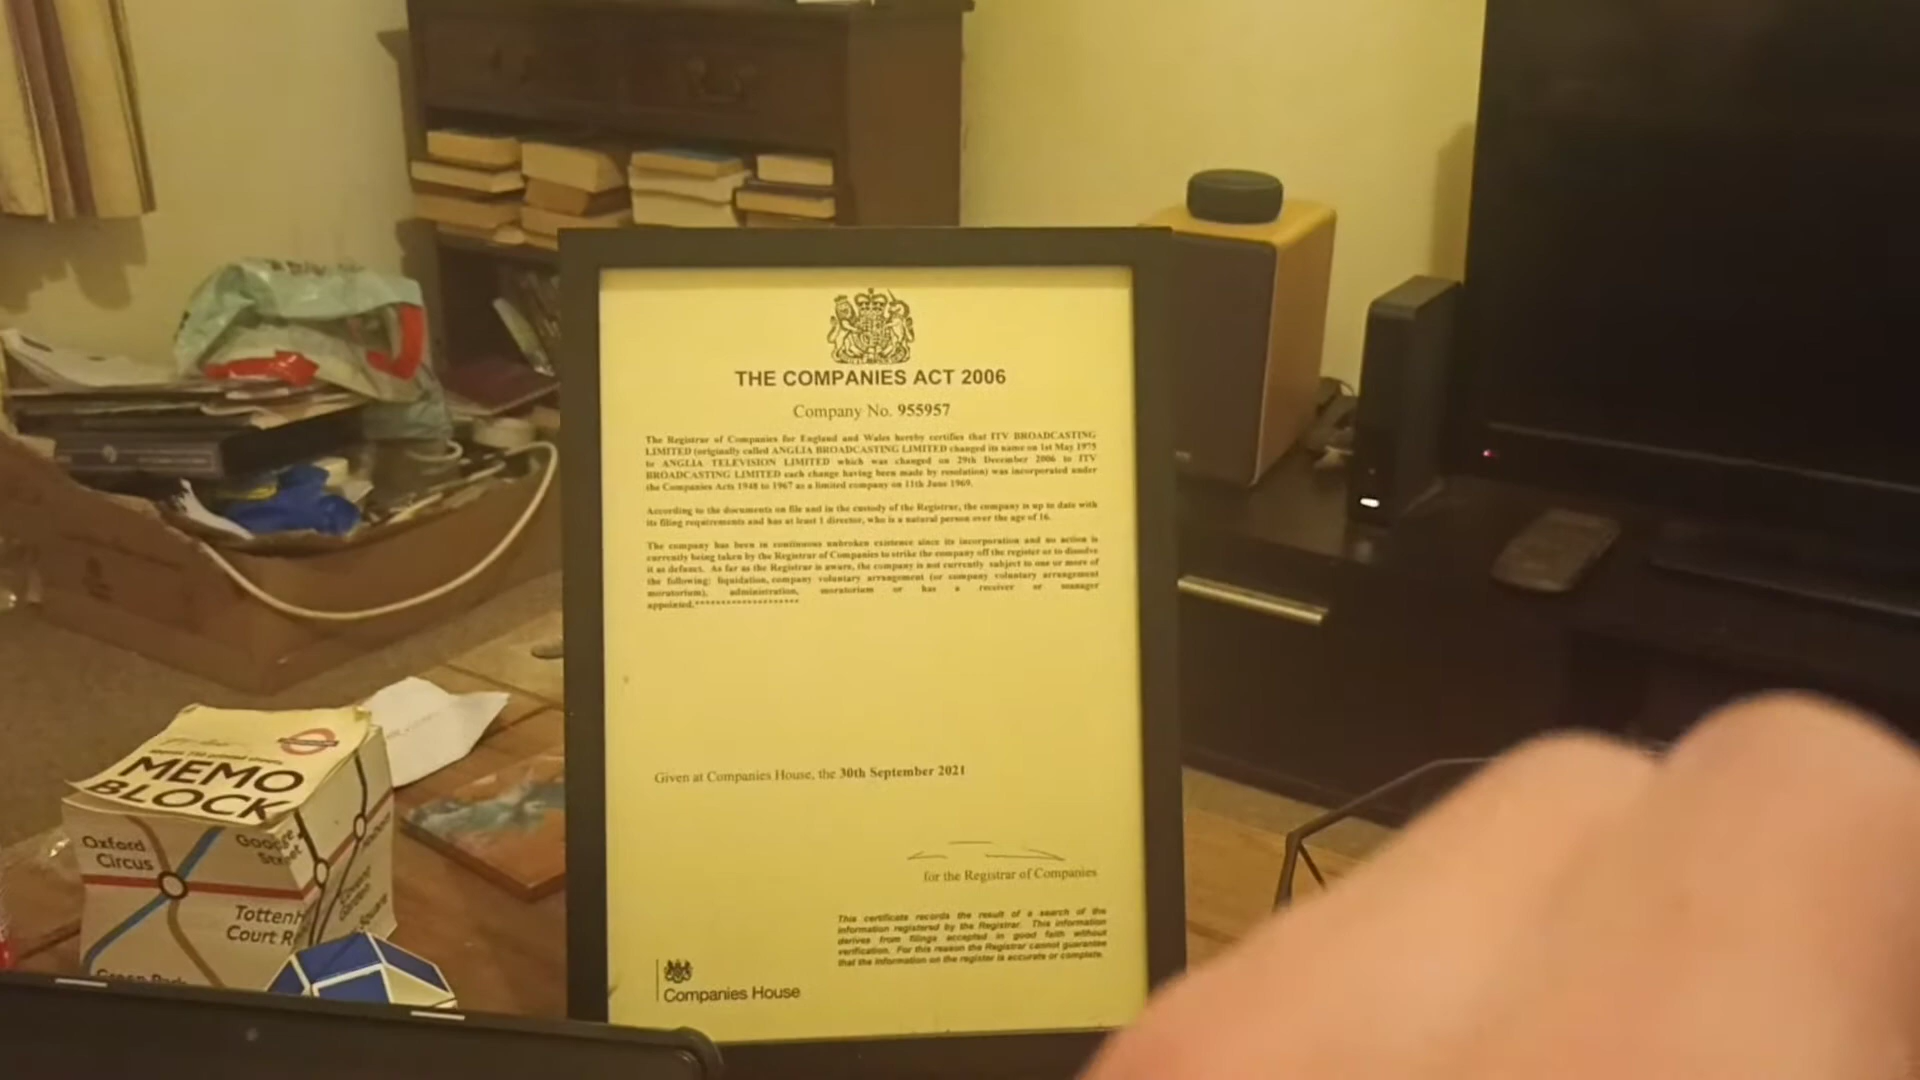 THE COMPANIES ACT 2006
Company No. 955957
The Registrar of Companies for England and Wales hereby certifies that ITV BROADCASTING
LIMITED (originally called ANGLIA BROADCASTING LIMITED changed its name on 1st May 1975
to ANGLIA TELEVISION LIMITED which was changed on 29th December 2006 to ITV
BROADCASTING LIMITED each change having been made by resolution) was incorporated under
the Companies Acts 1948 to 1967 as a limited company on 11th June 1969.
According to the documents on file and in the custody of the Registrar, the company is up to date with
its filing requirements and has at least 1 director, who is a natural person over the age of 16.
The company has been in continuous unbroken existence since its incorporation and no action is
currently being taken by the Registrar of Companies to strike the company off the register or to dissolve
it as defunct. As far as the Registrar is aware, the company is not currently subject to one or more of
the following: liquidation, company voluntary arrangement (or company voluntary arrangement
moratorium), administration, moratorium or has a receiver or manager
appointed.********************
Given at Companies House, the 30th September 2021
for the Registrar of Companies
This certificate records the result of a search of the
information registered by the Registrar. This information
derives from filings accepted in good faith without
verification. For this reason the Registrar cannot guarantee
that the information on the register is accurate or complete.
Companies House
MEMO
BLOCK
Oxford
Circus
Goodge
Street
Tottenh
Court R
Covent
Garden
Square
Green Park